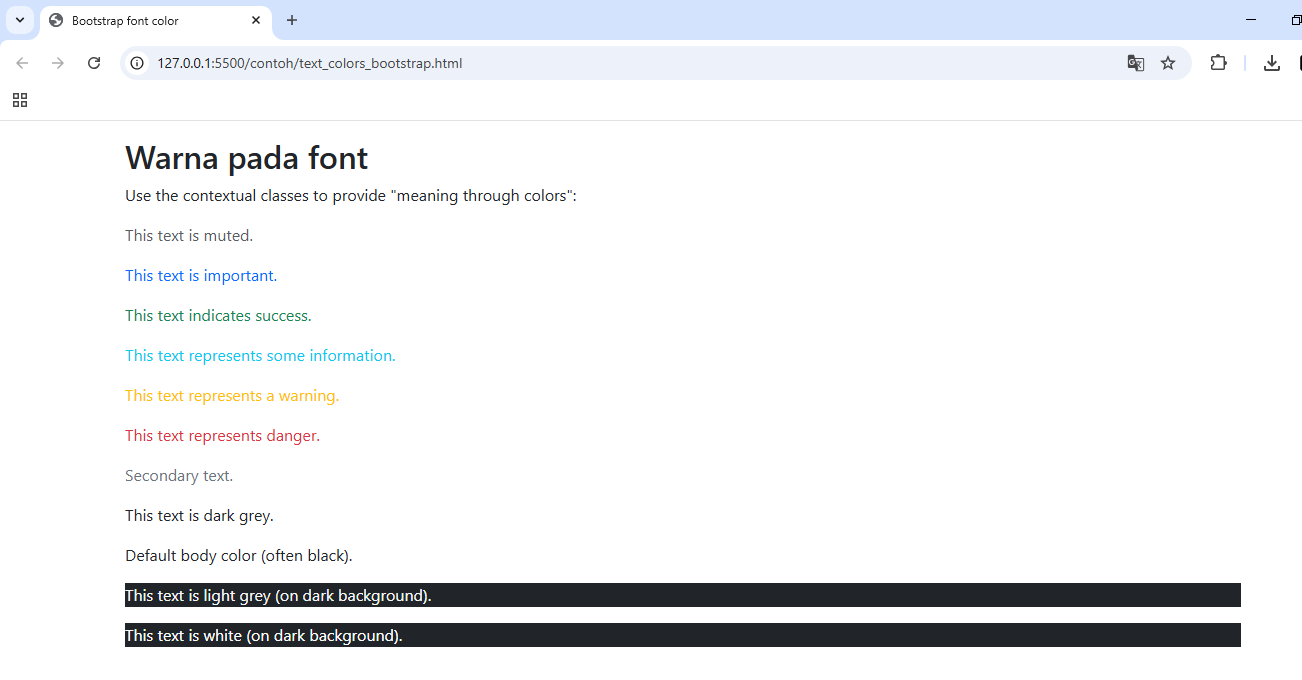 Bootstrap font color
127.0.0.1:5500/contoh/text_colors_bootstrap.html
Warna pada font
Use the contextual classes to provide "meaning through colors":
This text is muted.
This text is important.
This text indicates success.
This text represents some information.
This text represents a warning.
This text represents danger.
Secondary text.
This text is dark grey.
Default body color (often black).
This text is light grey (on dark background).
This text is white (on dark background).